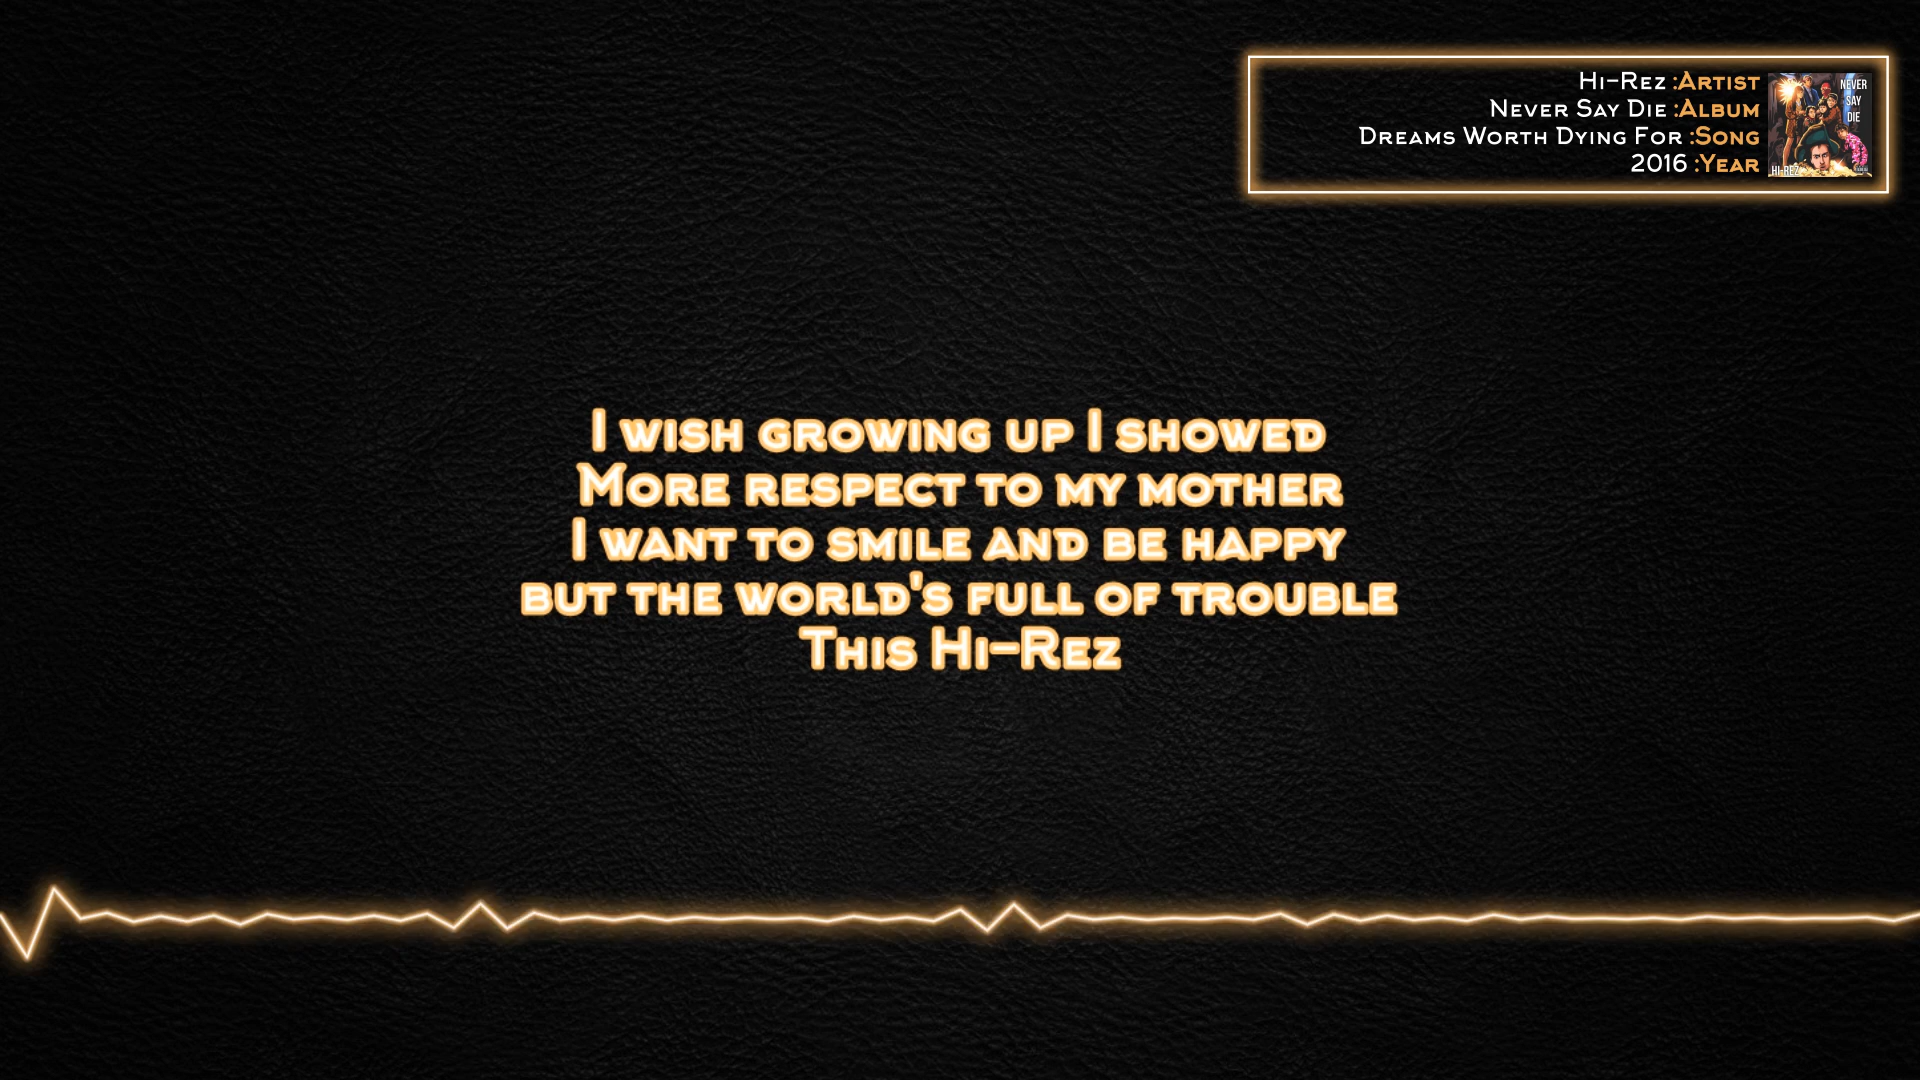 Hi-Rez :Artist
Never Say Die :Album
Dreams Worth Dying For :Song
2016 :Year
NEVER
SAY
DIE
HI-REZ
I wish growing up I showed
More respect to my mother
I want to smile and be happy
but the world's full of trouble
This Hi-Rez